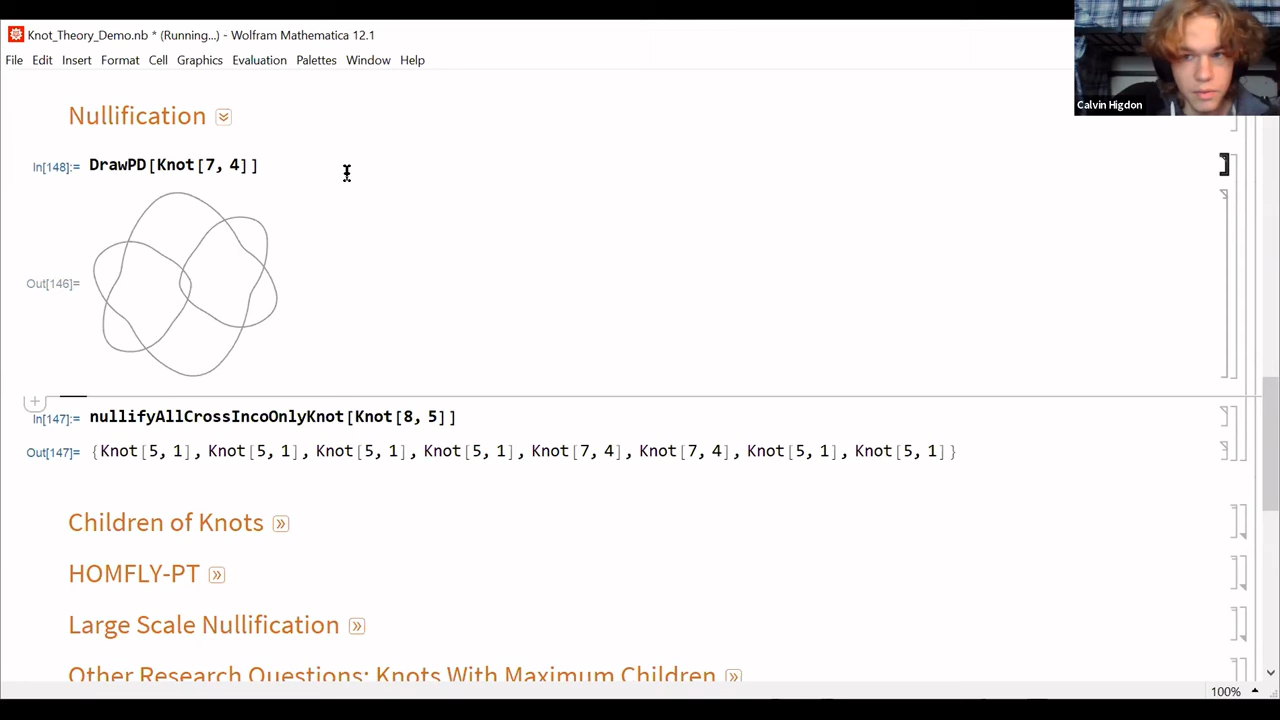 Knot_Theory_Demo.nb * (Running...) - Wolfram Mathematica 12.1
File Edit Insert Format Cell Graphics Evaluation Palettes Window Help
Calvin Higdon
Nullification
In[148]:= DrawPD[Knot[7, 4]]
Out[146]=
In[147]:= nullifyAllCrossIncoOnlyKnot[Knot[8, 5]]
Out[147]= {Knot[5, 1], Knot[5, 1], Knot[5, 1], Knot[5, 1], Knot[7, 4], Knot[7, 4], Knot[5, 1], Knot[5, 1]}
Children of Knots
HOMFLY-PT
Large Scale Nullification
Other Research Questions: Knots With Maximum Children
100%